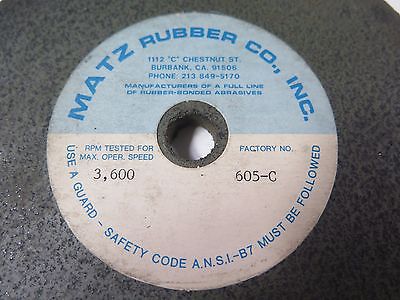 MATZ RUBBER CO., INC.
1112 "C" CHESTNUT ST.
BURBANK, CA. 91506
PHONE: 213 849-5170
MANUFACTURERS OF A FULL LINE
OF RUBBER-BONDED ABRASIVES
RPM TESTED FOR
MAX. OPER. SPEED
3,600
FACTORY NO.
605-C
USE A GUARD - SAFETY CODE A.N.S.I.-B7 MUST BE FOLLOWED